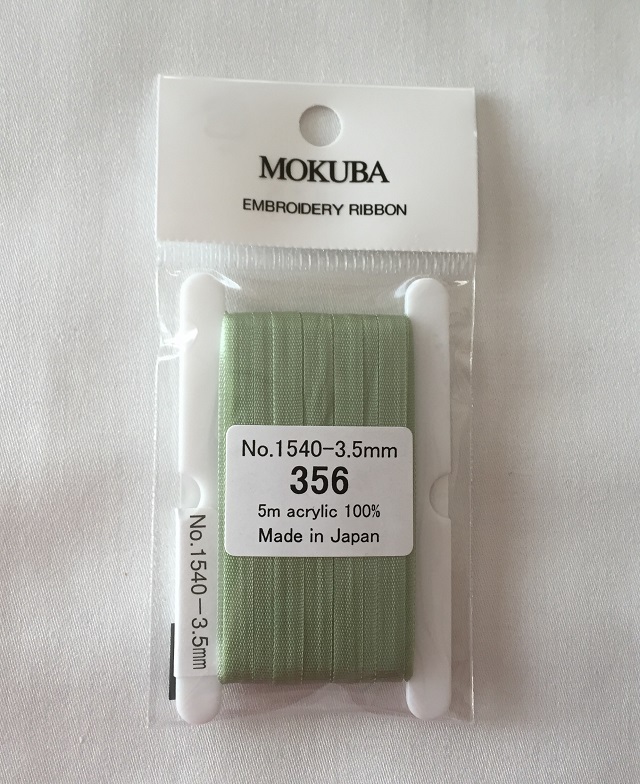 MOKUBA
EMBROIDERY RIBBON
No.1540-3.5mm
356
5m acrylic 100%
Made in Japan
No.1540-3.5mm